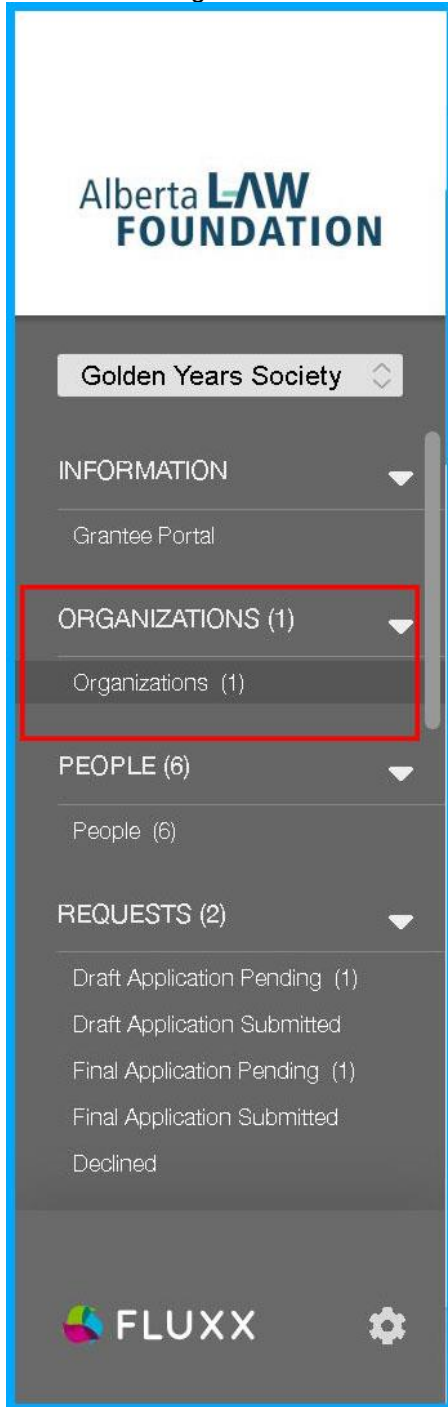 Alberta LAW
FOUNDATION
Golden Years Society
INFORMATION
Grantee Portal
ORGANIZATIONS (1)
Organizations (1)
PEOPLE (6)
People (6)
REQUESTS (2)
Draft Application Pending (1)
Draft Application Submitted
Final Application Pending (1)
Final Application Submitted
Declined
FLUXX